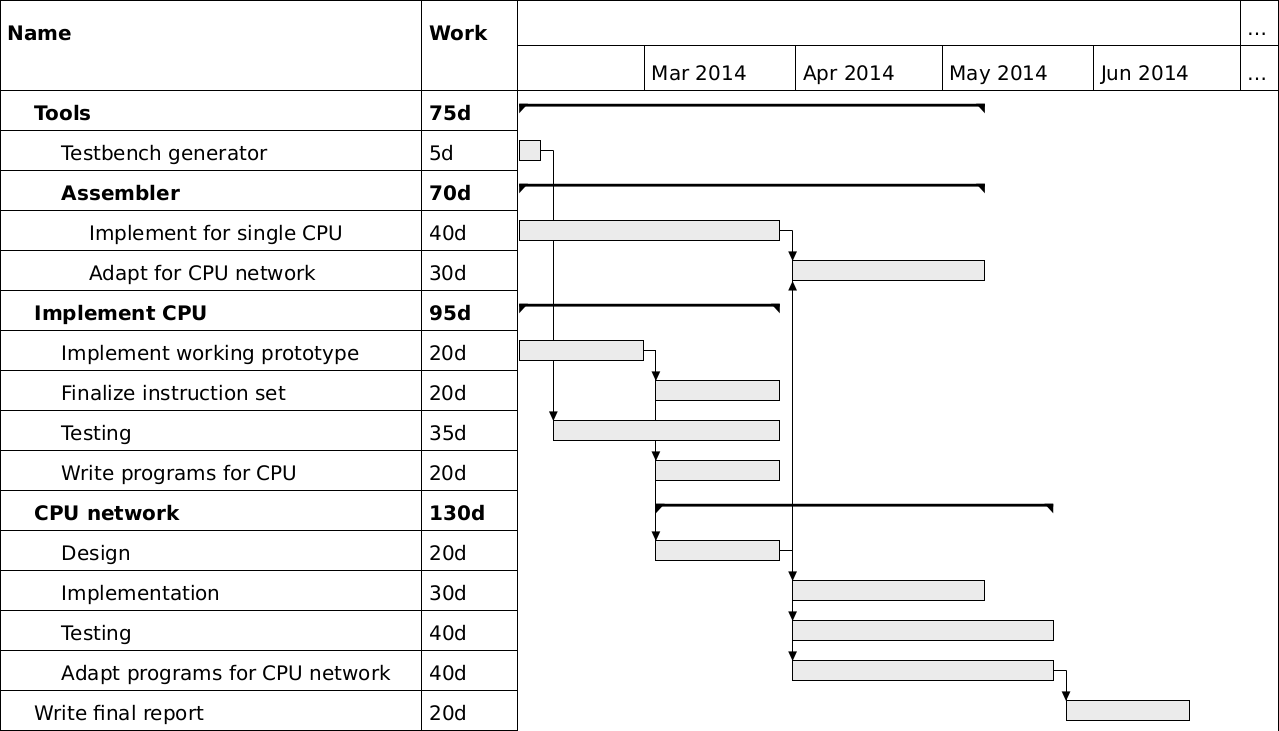 Name Work ...
Mar 2014 Apr 2014 May 2014 Jun 2014 ...
Tools 75d
Testbench generator 5d
Assembler 70d
Implement for single CPU 40d
Adapt for CPU network 30d
Implement CPU 95d
Implement working prototype 20d
Finalize instruction set 20d
Testing 35d
Write programs for CPU 20d
CPU network 130d
Design 20d
Implementation 30d
Testing 40d
Adapt programs for CPU network 40d
Write final report 20d